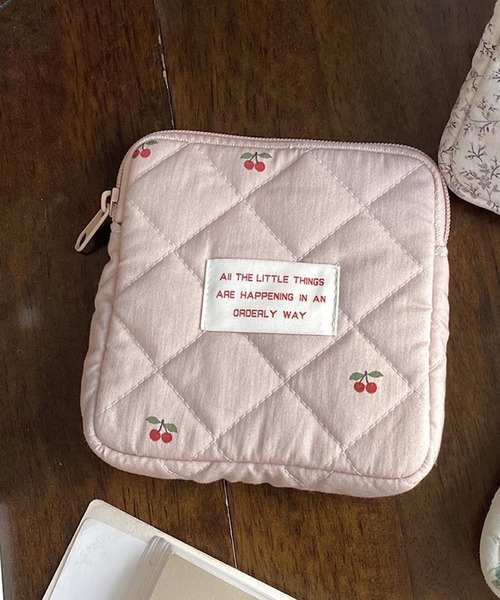 All THE LITTLE THINGS
ARE HAPPENING IN AN
ORDERLY WAY